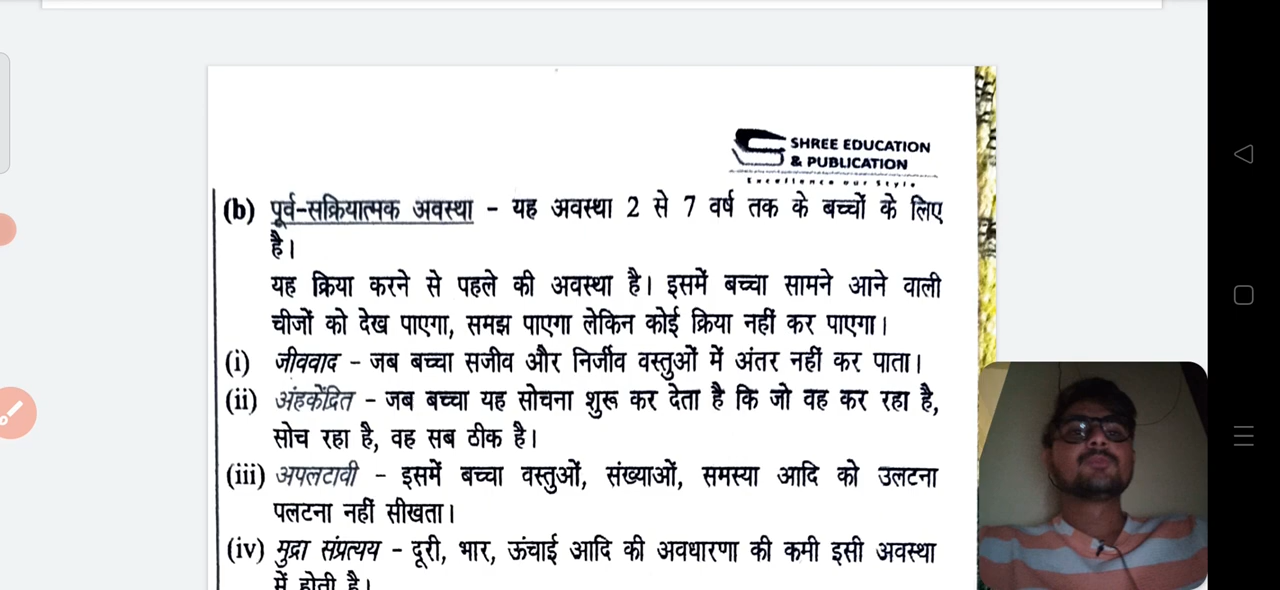 SHREE EDUCATION
& PUBLICATION
Excellence our Style
(b) पूर्व-सक्रियात्मक अवस्था - यह अवस्था 2 से 7 वर्ष तक के बच्चों के लिए
है।
यह क्रिया करने से पहले की अवस्था है। इसमें बच्चा सामने आने वाली
चीजों को देख पाएगा, समझ पाएगा लेकिन कोई क्रिया नहीं कर पाएगा।
(i) जीववाद - जब बच्चा सजीव और निर्जीव वस्तुओं में अंतर नहीं कर पाता।
(ii) अंहकेंद्रित - जब बच्चा यह सोचना शुरू कर देता है कि जो वह कर रहा है,
सोच रहा है, वह सब ठीक है।
(iii) अपलटावी - इसमें बच्चा वस्तुओं, संख्याओं, समस्या आदि को उलटना
पलटना नहीं सीखता।
(iv) मुद्रा संप्रत्यय - दूरी, भार, ऊंचाई आदि की अवधारणा की कमी इसी अवस्था
में होती है।